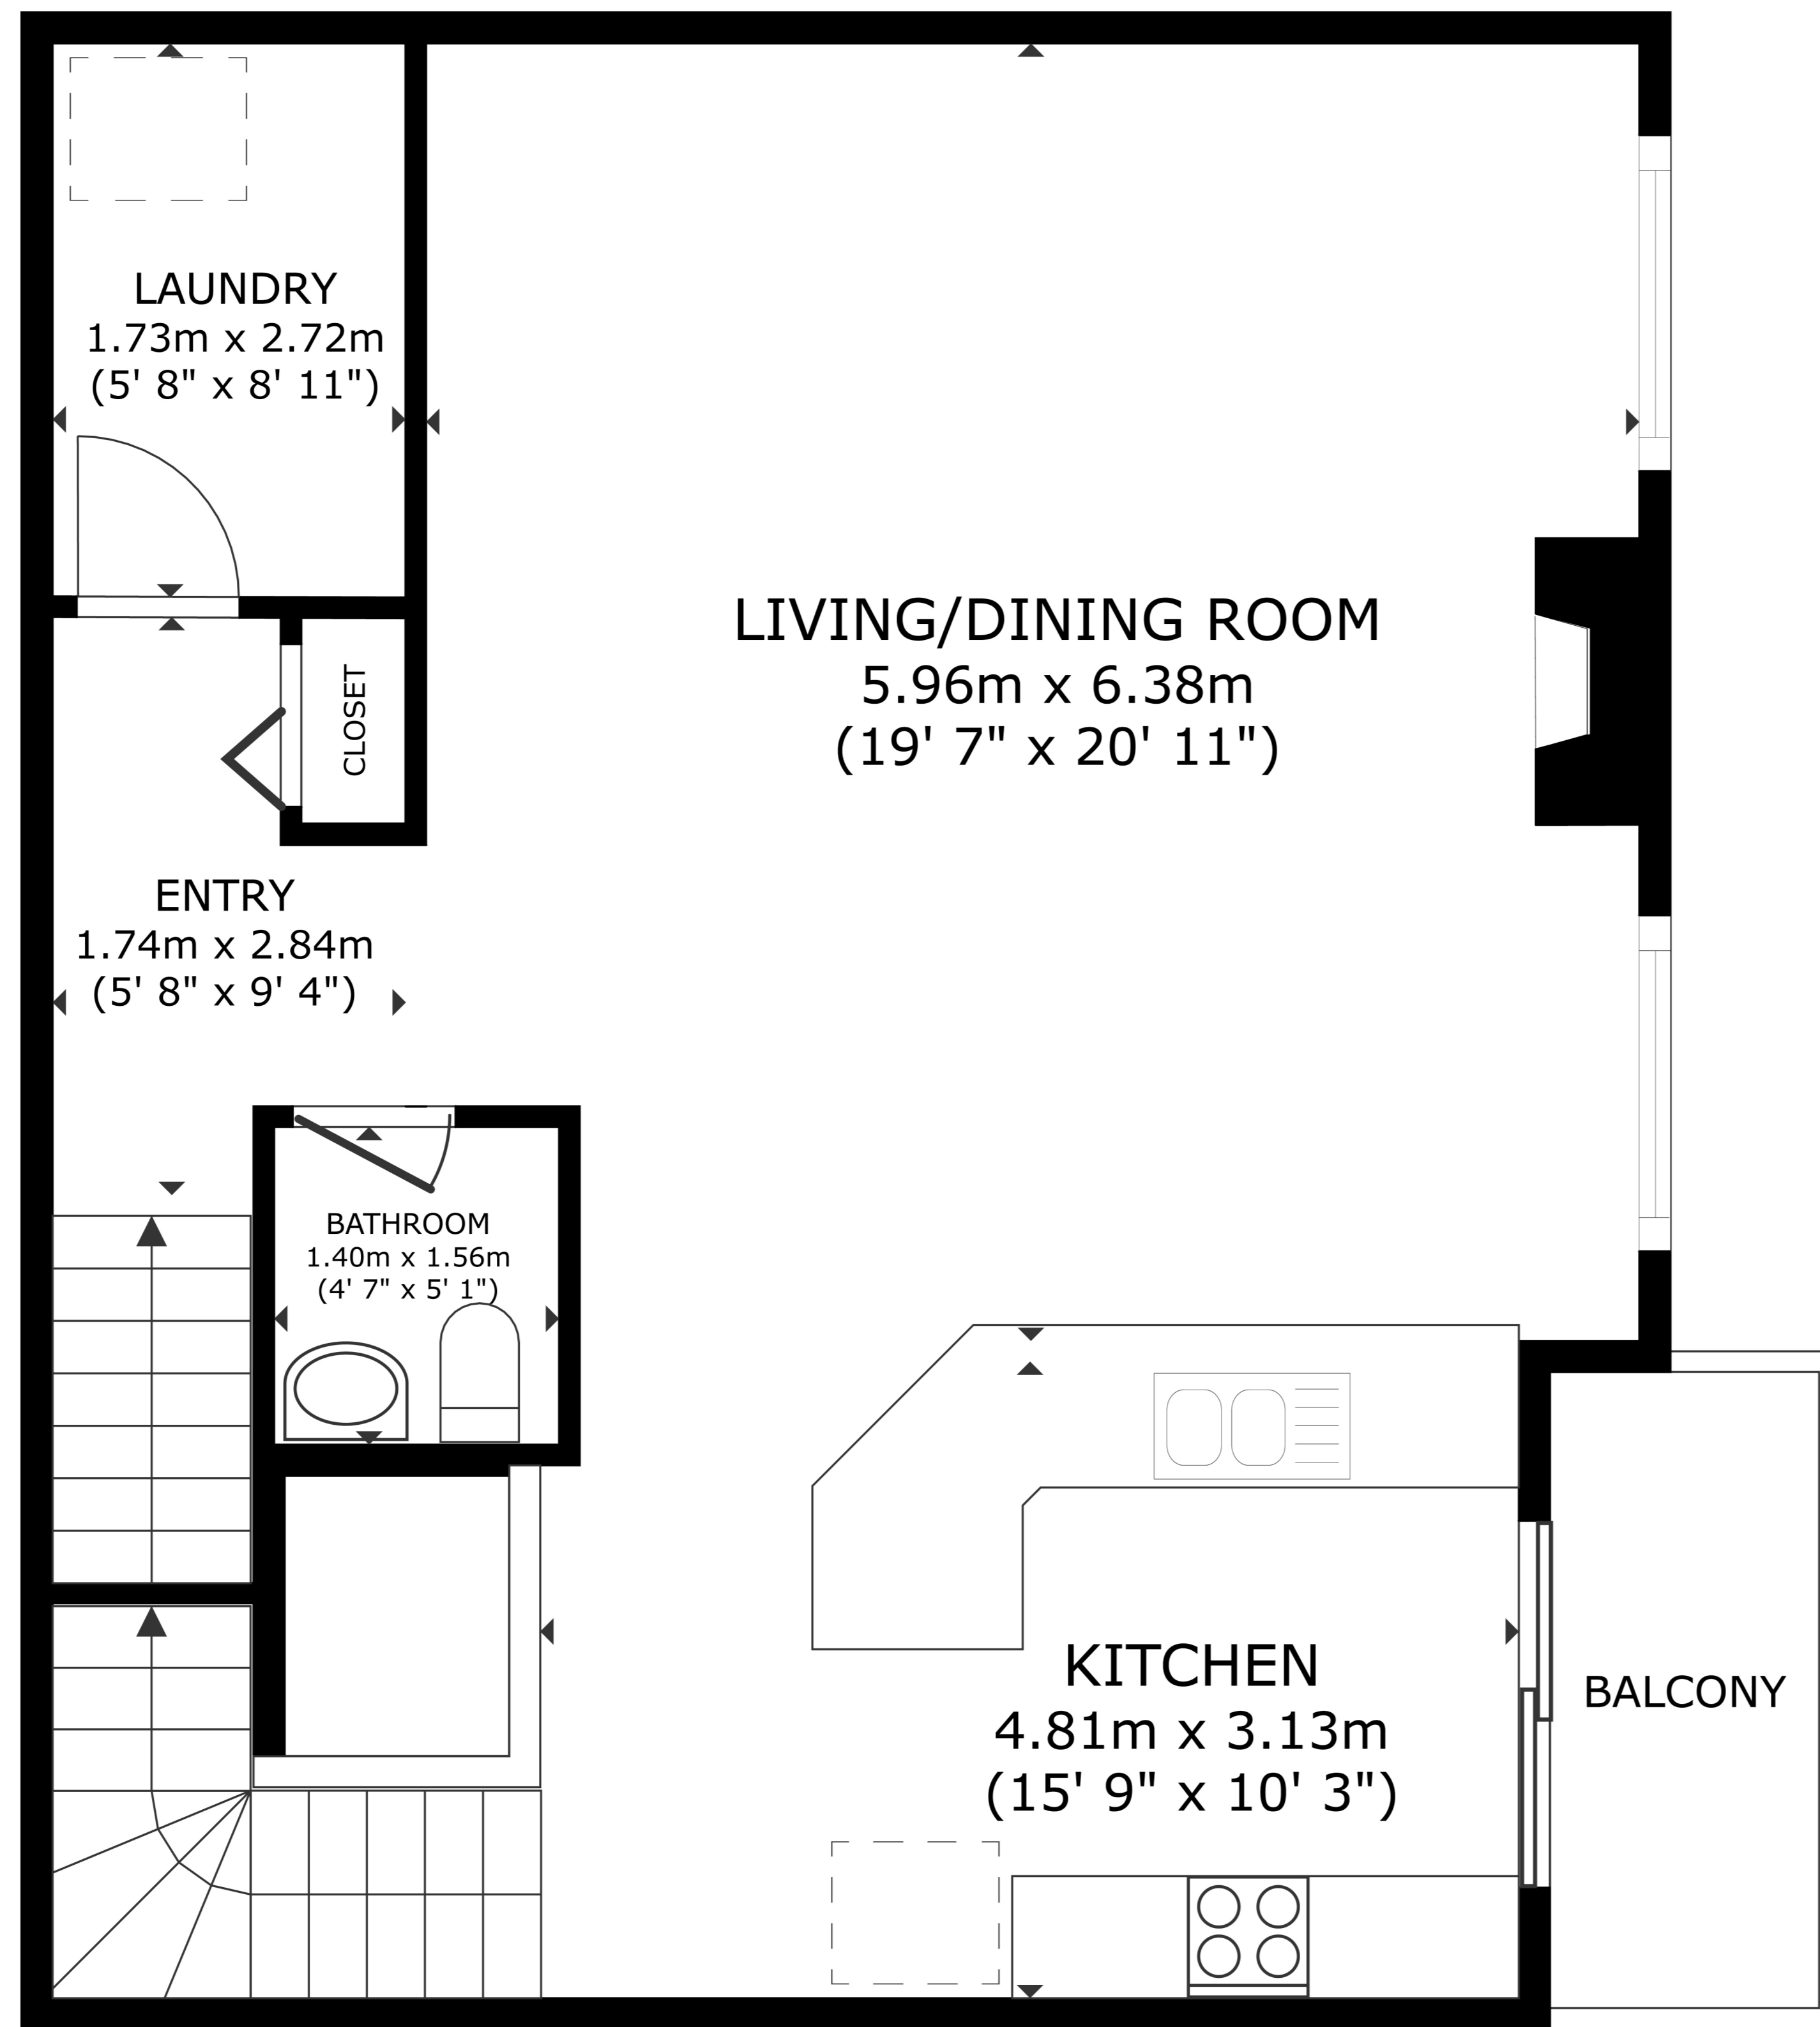 LAUNDRY
1.73m x 2.72m
(5' 8" x 8' 11")
LIVING/DINING ROOM
5.96m x 6.38m
(19' 7" x 20' 11")
CLOSET
ENTRY
1.74m x 2.84m
(5' 8" x 9' 4")
BATHROOM
1.40m x 1.56m
(4' 7" x 5' 1")
KITCHEN
4.81m x 3.13m
(15' 9" x 10' 3")
BALCONY